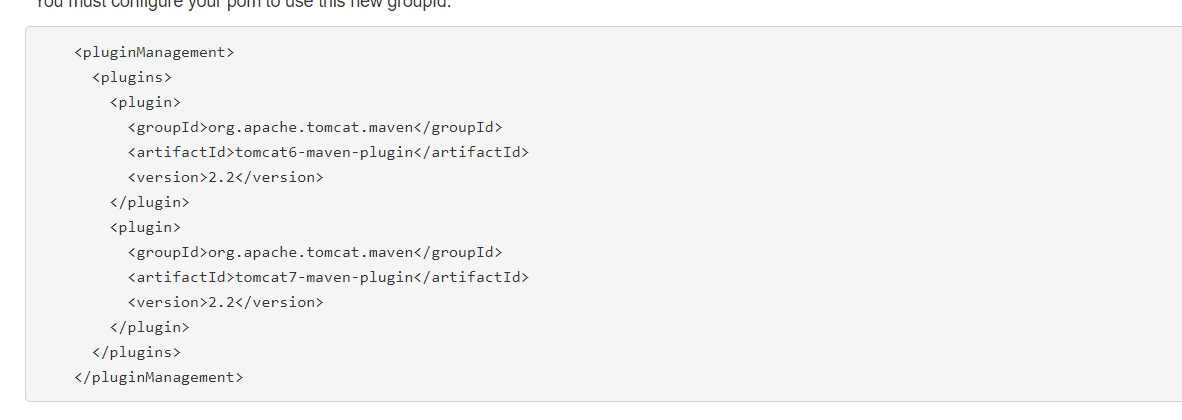 You must configure your pom to use this new groupId:
<pluginManagement>
<plugins>
<plugin>
<groupId>org.apache.tomcat.maven</groupId>
<artifactId>tomcat6-maven-plugin</artifactId>
<version>2.2</version>
</plugin>
<plugin>
<groupId>org.apache.tomcat.maven</groupId>
<artifactId>tomcat7-maven-plugin</artifactId>
<version>2.2</version>
</plugin>
</plugins>
</pluginManagement>